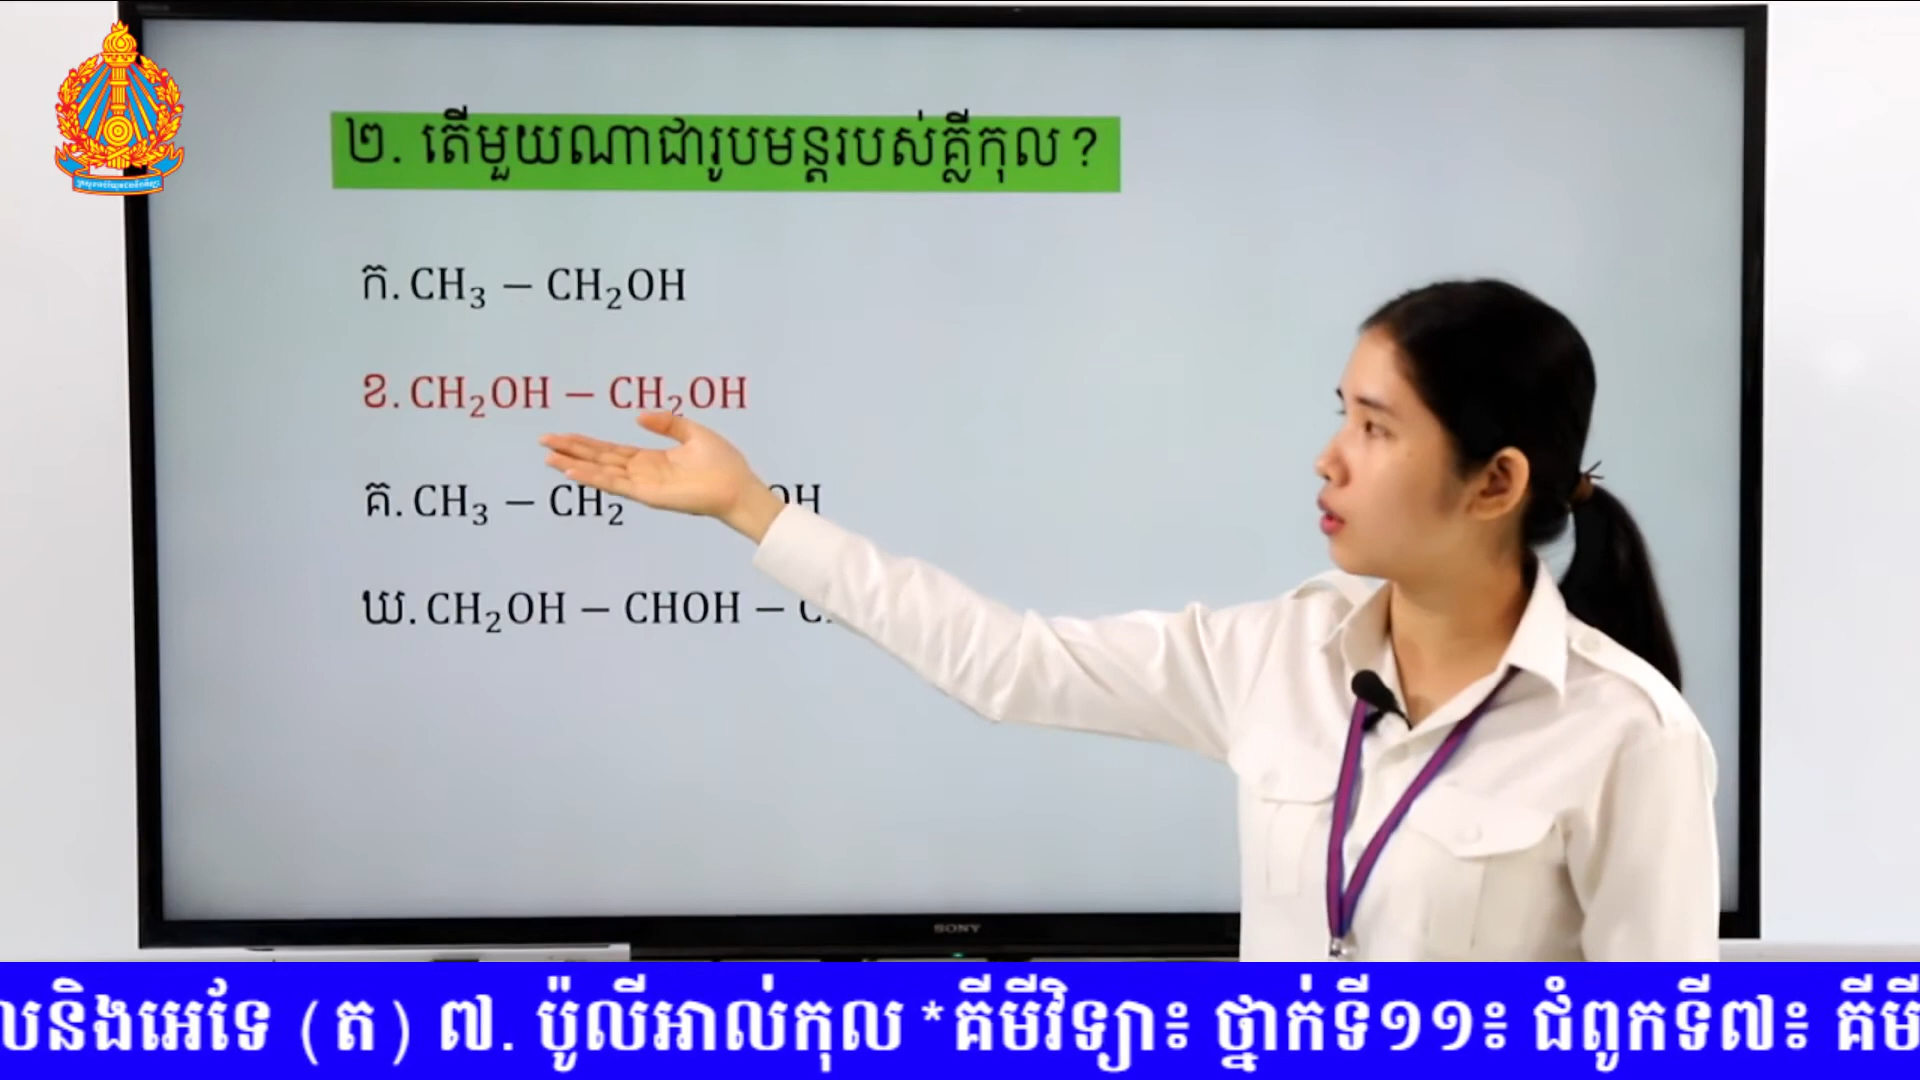 ២. តើមួយណាជារូបមន្តរបស់គ្លីកុល?
ក. CH₃ – CH₂OH
ខ. CH₂OH – CH₂OH
គ. CH₃ – CH₂ OH
ឃ. CH₂OH – CHOH – C
SONY
និងអេទែ (ត) ៧. ប៉ូលីអាល់កុល *គីមីវិទ្យា៖ ថ្នាក់ទី១១៖ ជំពូកទី៧៖ គីមី